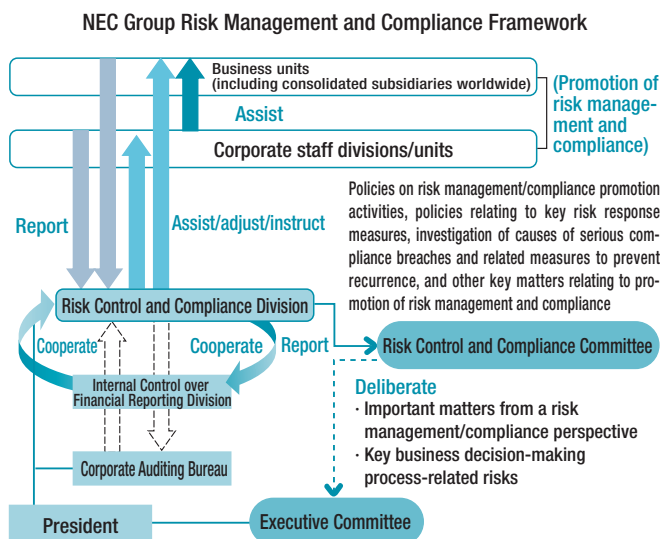 NEC Group Risk Management and Compliance Framework
Business units
(including consolidated subsidiaries worldwide)
Assist
Corporate staff divisions/units
(Promotion of
risk manage-
ment and
compliance)
Report
Assist/adjust/instruct
Policies on risk management/compliance promotion
activities, policies relating to key risk response
measures, investigation of causes of serious com-
pliance breaches and related measures to prevent
recurrence, and other key matters relating to pro-
motion of risk management and compliance
Risk Control and Compliance Division
Cooperate
Cooperate
Report
Risk Control and Compliance Committee
Internal Control over
Financial Reporting Division
Deliberate
· Important matters from a risk
management/compliance perspective
· Key business decision-making
process-related risks
Corporate Auditing Bureau
President
Executive Committee